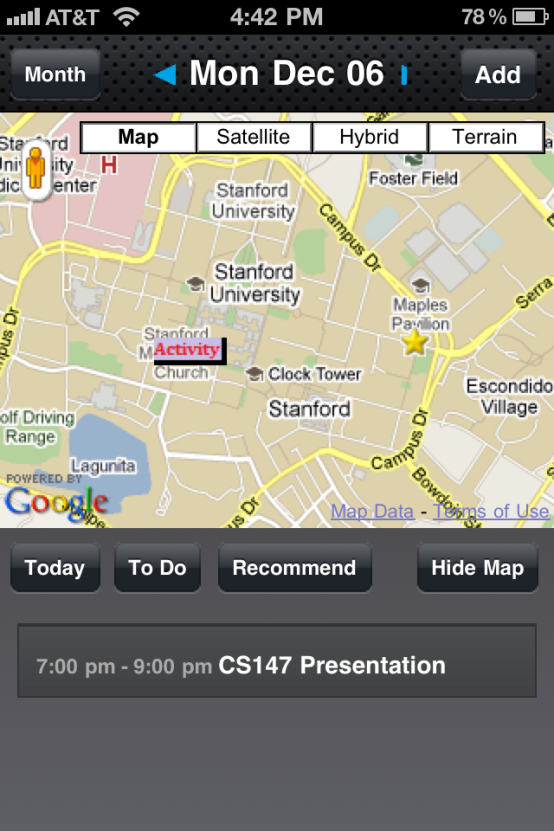 AT&T 4:42 PM 78%
Month Mon Dec 06 Add
Map Satellite Hybrid Terrain
H
Foster Field
Stanford
University
Campus Dr
Stanford
University
Serra
Maples
Pavilion
Stanford
Activity
Church
Clock Tower
Stanford
Escondido
Village
Campus Dr
olf Driving
Range
Lagunita
POWERED BY
Google
Map Data - Terms of Use
Today To Do Recommend Hide Map
7:00 pm - 9:00 pm CS147 Presentation